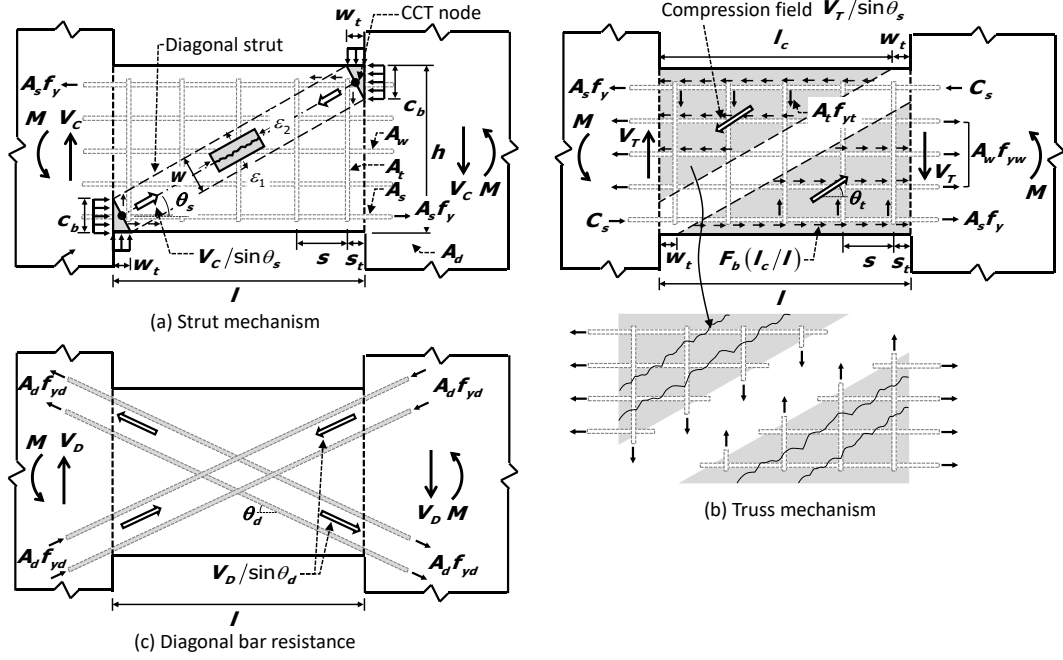 w_t
CCT node
Diagonal strut
A_s f_y
c_b
M
V_C
ε_2
A_w
h
w
A_t
ε_1
A_s
V_C
M
θ_s
c_b
A_s f_y
w_t
V_C/sinθ_s
s
s_t
A_d
l
(a) Strut mechanism
Compression field V_T/sinθ_s
l_c
w_t
A_s f_y
C_s
M
V_T
A_t f_yt
A_w f_yw
M
V_T
θ_t
C_s
A_s f_y
w_t
F_b(l_c/l)
s
s_t
l
(b) Truss mechanism
A_d f_yd
A_d f_yd
M
V_D
θ_d
V_D
M
A_d f_yd
A_d f_yd
V_D/sinθ_d
l
(c) Diagonal bar resistance